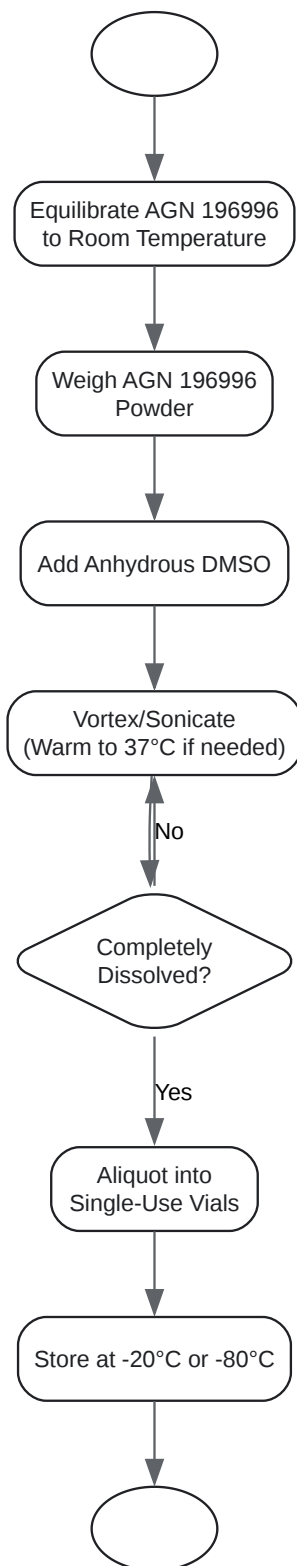 Equilibrate AGN 196996
to Room Temperature
Weigh AGN 196996
Powder
Add Anhydrous DMSO
Vortex/Sonicate
(Warm to 37°C if needed)
No
Completely
Dissolved?
Yes
Aliquot into
Single-Use Vials
Store at -20°C or -80°C